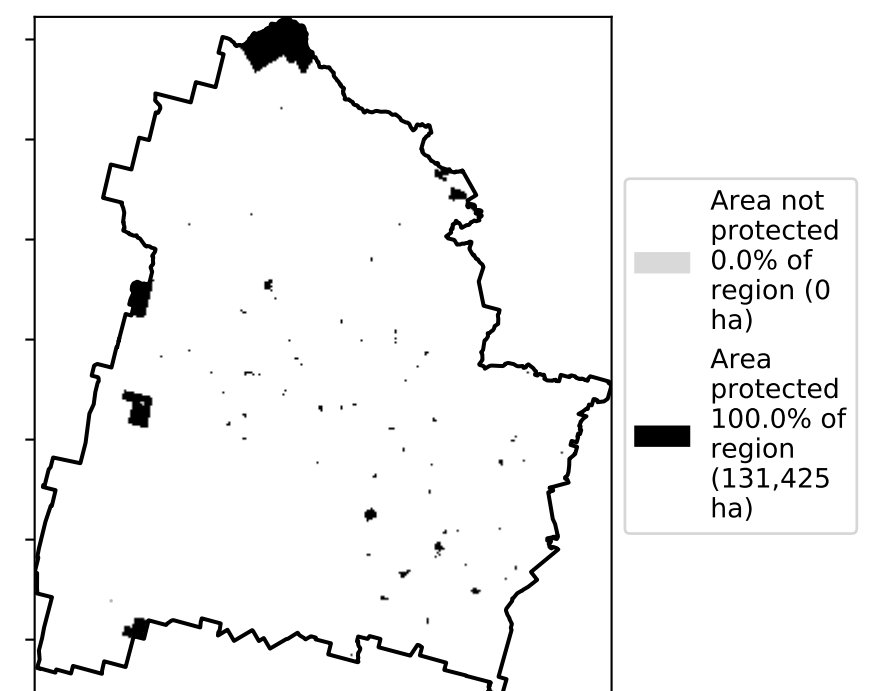 Area not
protected
0.0% of
region (0
ha)
Area
protected
100.0% of
region
(131,425
ha)